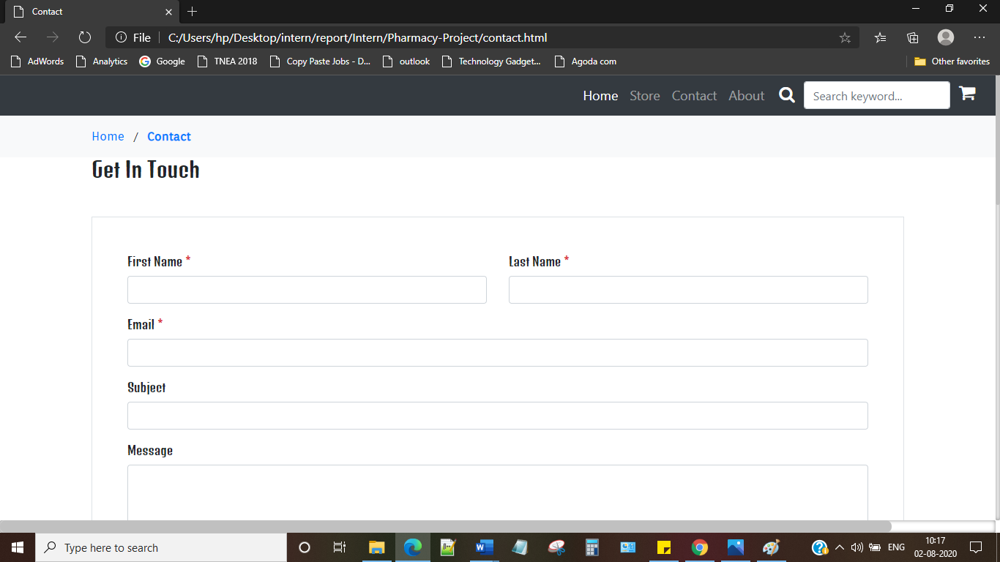 Contact
File C:/Users/hp/Desktop/intern/report/Intern/Pharmacy-Project/contact.html
AdWords Analytics Google TNEA 2018 Copy Paste Jobs - D... outlook Technology Gadget... Agoda com Other favorites
Home Store Contact About Search keyword...
Home / Contact
Get In Touch
First Name * Last Name *
Email *
Subject
Message
Type here to search ENG 10:17
02-08-2020